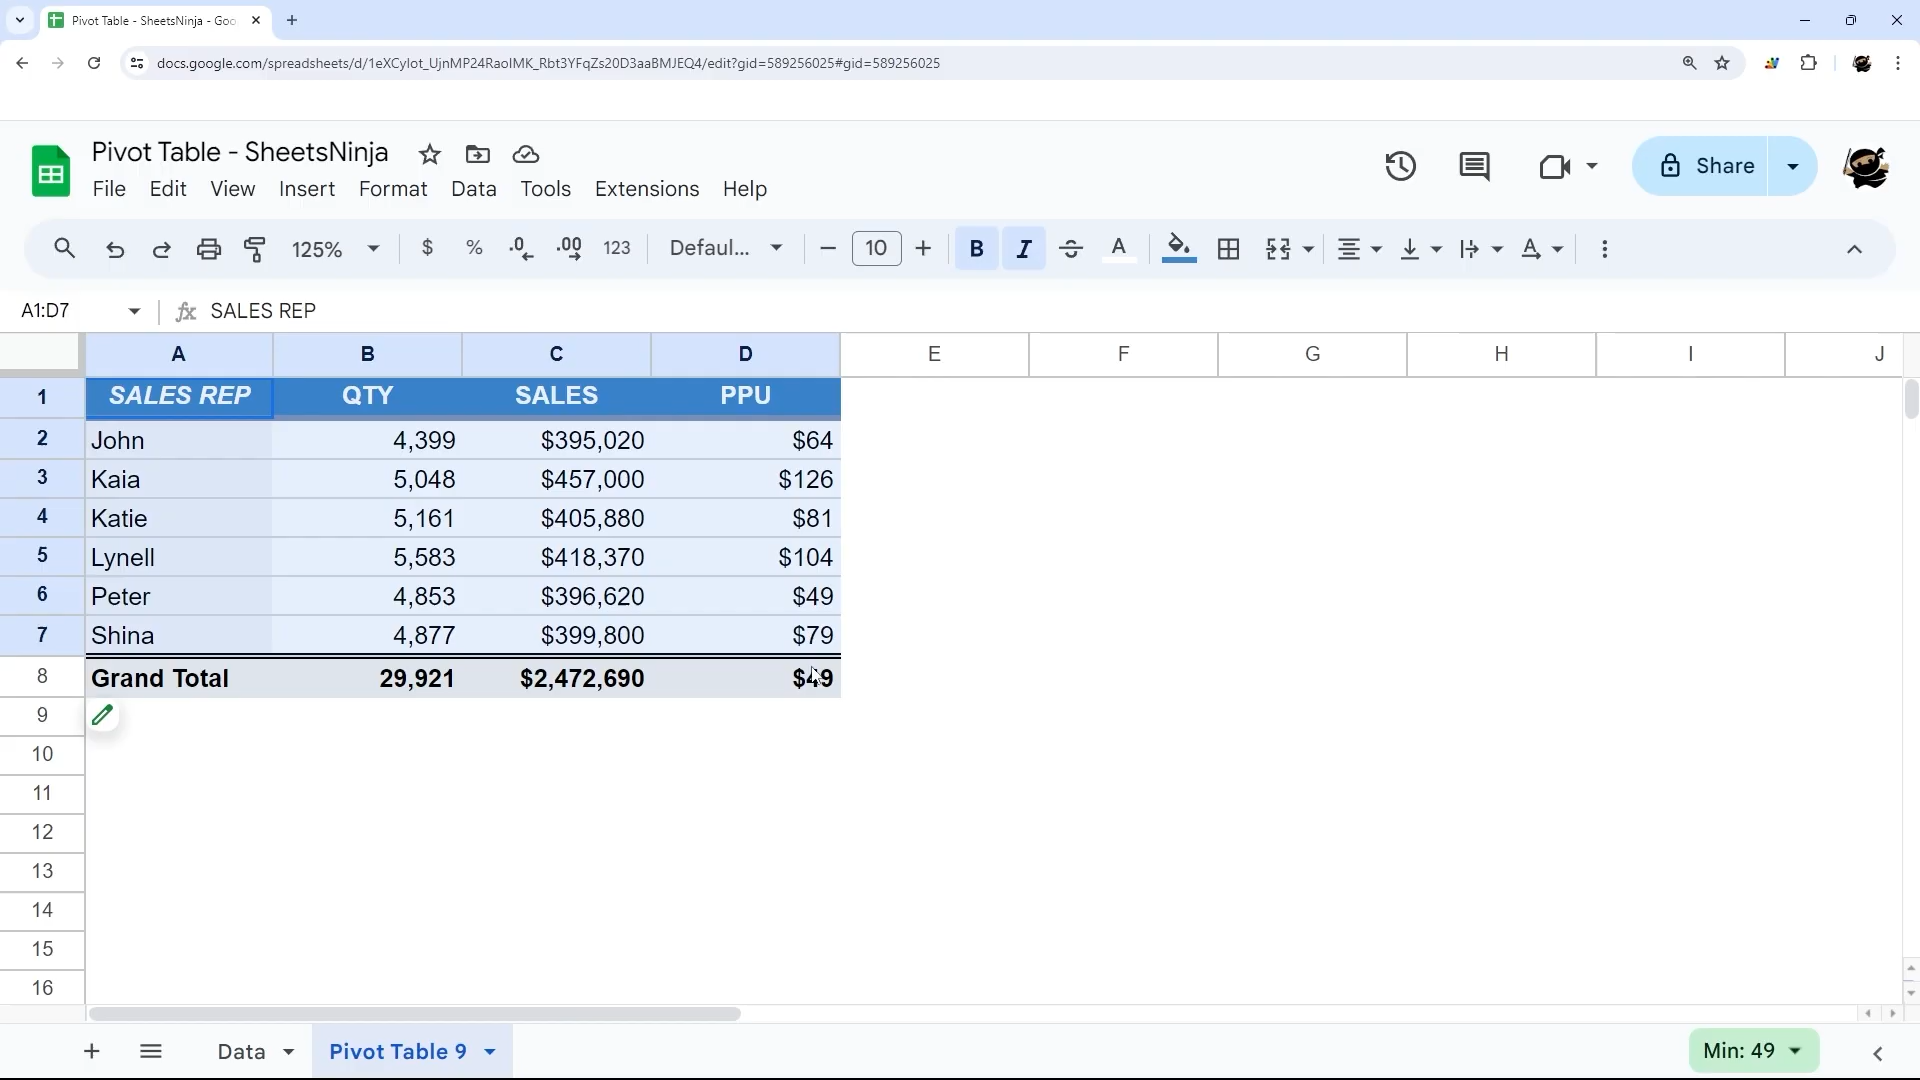 Pivot Table - SheetsNinja - Goo
docs.google.com/spreadsheets/d/1eXCylot_UjnMP24RaolMK_Rbt3YFqZs20D3aaBMJEQ4/edit?gid=589256025#gid=589256025
Pivot Table - SheetsNinja
File Edit View Insert Format Data Tools Extensions Help
Share
125% $ % .0 .00 123 Defaul... 10 B I A
A1:D7 fx SALES REP
A B C D E F G H I J
1 SALES REP QTY SALES PPU
2 John 4,399 $395,020 $64
3 Kaia 5,048 $457,000 $126
4 Katie 5,161 $405,880 $81
5 Lynell 5,583 $418,370 $104
6 Peter 4,853 $396,620 $49
7 Shina 4,877 $399,800 $79
8 Grand Total 29,921 $2,472,690 $49
9
10
11
12
13
14
15
16
Data Pivot Table 9 Min: 49